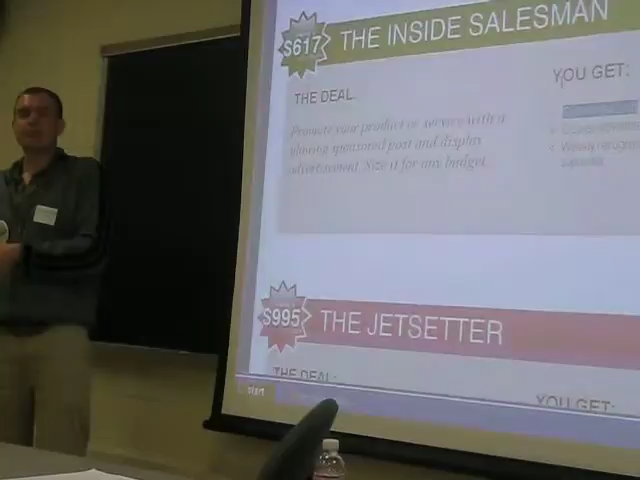 $617
THE INSIDE SALESMAN
THE DEAL
YOU GET:
Promote your product or service with a
glowing sponsored post and display
advertisement. Size it for any budget.
$995
THE JETSETTER
THE DEAL:
YOU GET:
start